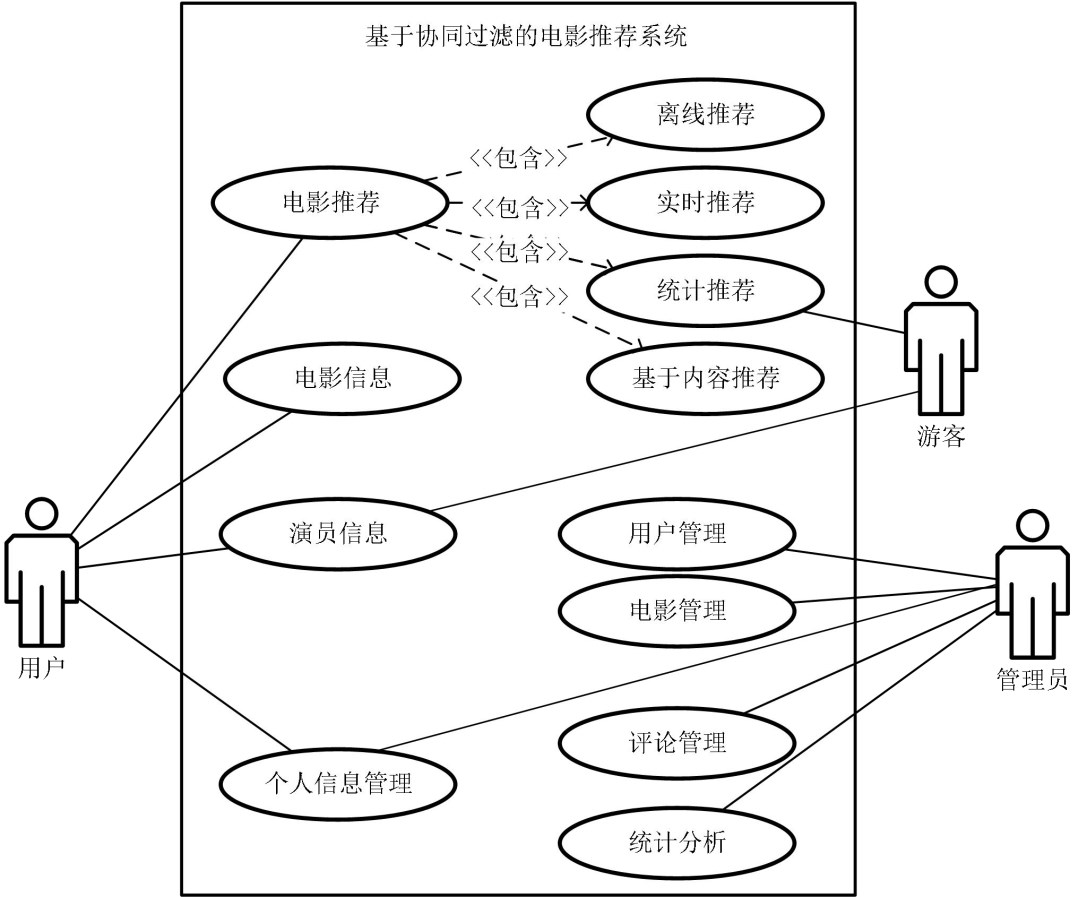 基于协同过滤的电影推荐系统
离线推荐
<<包含>>
电影推荐
<<包含>>
实时推荐
<<包含>>
统计推荐
<<包含>>
电影信息
基于内容推荐
游客
演员信息
用户管理
电影管理
用户
管理员
评论管理
个人信息管理
统计分析